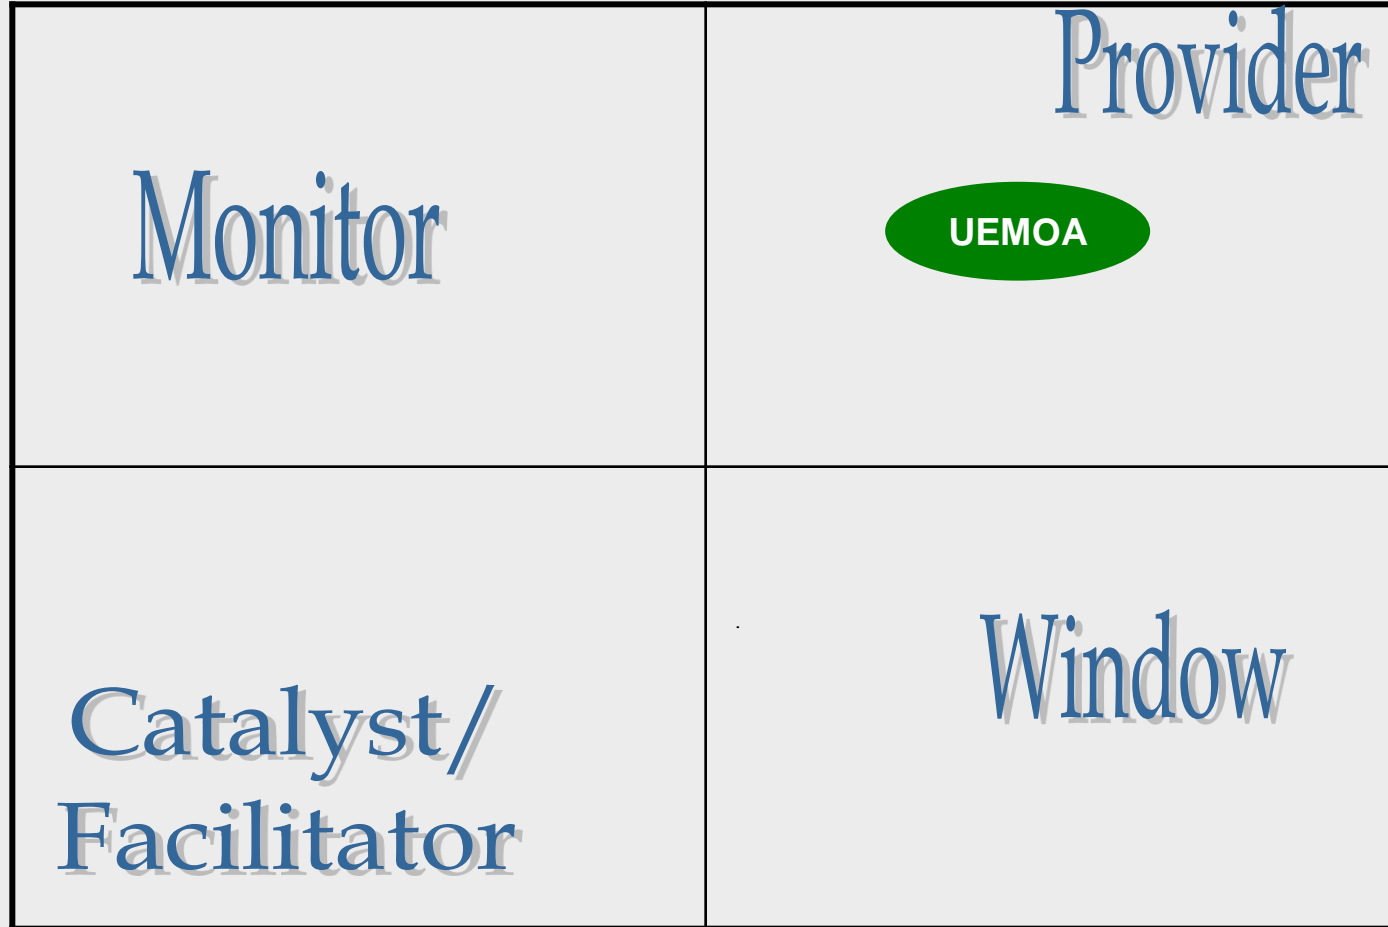 Monitor
Provider
UEMOA
Catalyst/
Facilitator
Window